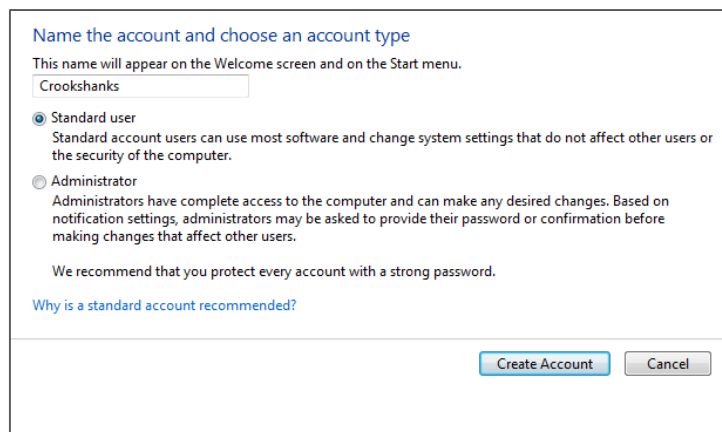 Name the account and choose an account type
This name will appear on the Welcome screen and on the Start menu.
Crookshanks
Standard user
Standard account users can use most software and change system settings that do not affect other users or
the security of the computer.
Administrator
Administrators have complete access to the computer and can make any desired changes. Based on
notification settings, administrators may be asked to provide their password or confirmation before
making changes that affect other users.
We recommend that you protect every account with a strong password.
Why is a standard account recommended?
Create Account
Cancel